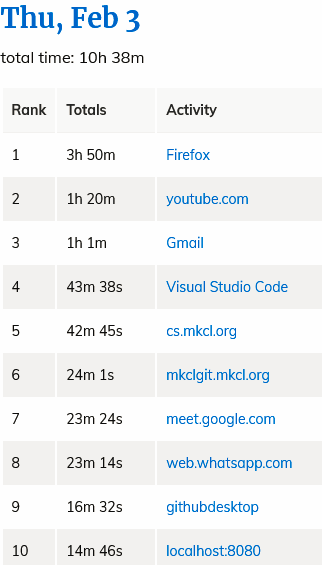 Thu, Feb 3
total time: 10h 38m
Rank Totals Activity
1 3h 50m Firefox
2 1h 20m youtube.com
3 1h 1m Gmail
4 43m 38s Visual Studio Code
5 42m 45s cs.mkcl.org
6 24m 1s mkclgit.mkcl.org
7 23m 24s meet.google.com
8 23m 14s web.whatsapp.com
9 16m 32s githubdesktop
10 14m 46s localhost:8080